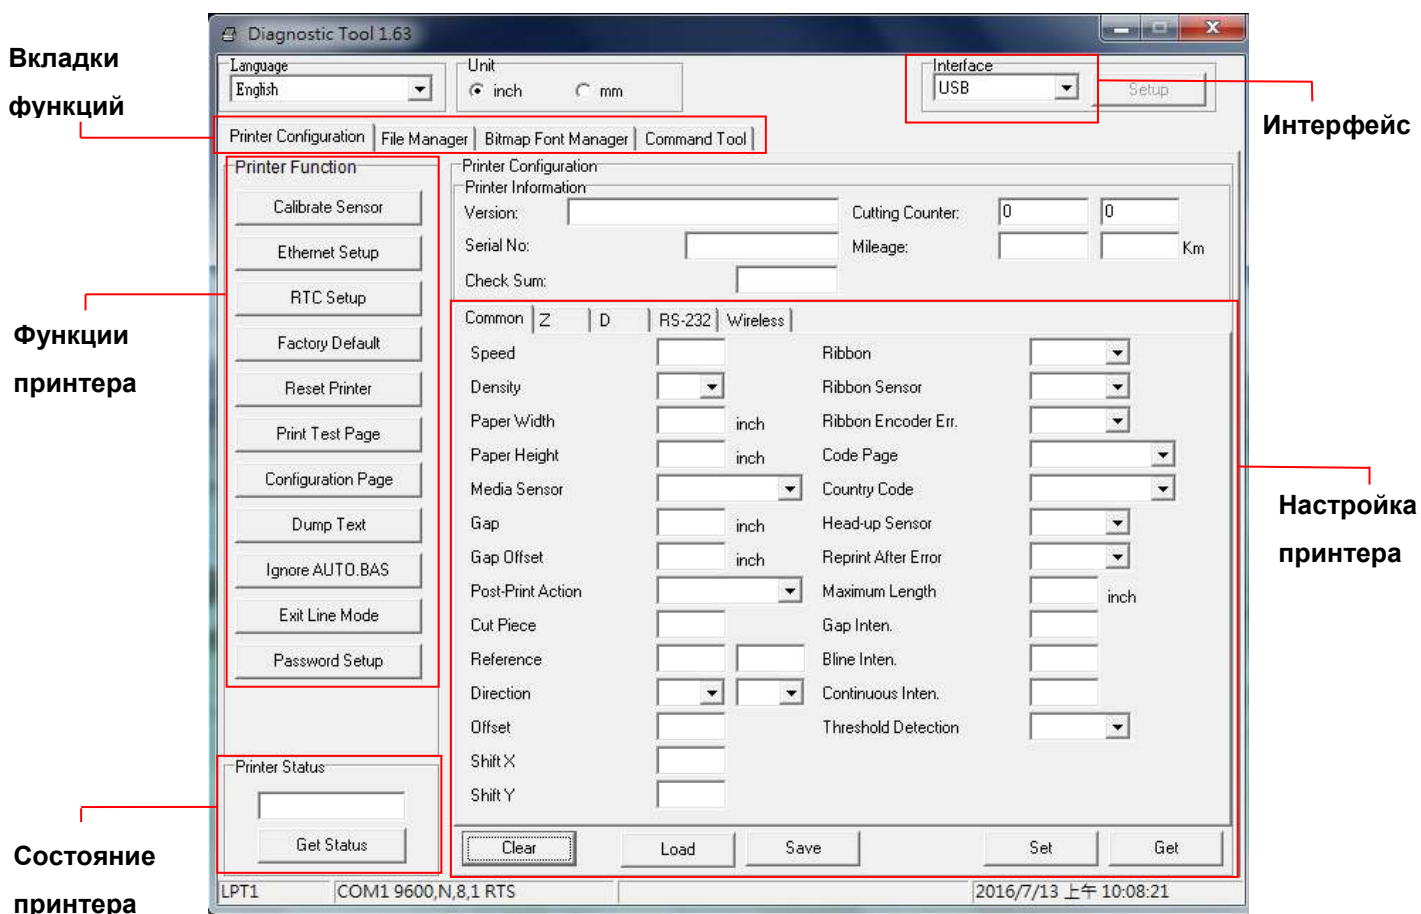 Diagnostic Tool 1.63
Вкладки
функций
Language
English
Unit
inch
mm
Interface
USB
Setup
Интерфейс
Printer Configuration
File Manager
Bitmap Font Manager
Command Tool
Printer Function
Calibrate Sensor
Ethernet Setup
RTC Setup
Factory Default
Reset Printer
Print Test Page
Configuration Page
Dump Text
Ignore AUTO.BAS
Exit Line Mode
Password Setup
Функции
принтера
Printer Configuration
Printer Information
Version:
Cutting Counter: 0 0
Serial No:
Mileage: Km
Check Sum:
Common Z D RS-232 Wireless
Speed
Density
Paper Width inch
Paper Height inch
Media Sensor
Gap inch
Gap Offset inch
Post-Print Action
Cut Piece
Reference
Direction
Offset
Shift X
Shift Y
Ribbon
Ribbon Sensor
Ribbon Encoder Err.
Code Page
Country Code
Head-up Sensor
Reprint After Error
Maximum Length inch
Gap Inten.
Bline Inten.
Continuous Inten.
Threshold Detection
Настройка
принтера
Printer Status
Get Status
Состояние
принтера
Clear Load Save Set Get
LPT1 COM1 9600,N,8,1 RTS 2016/7/13 上午 10:08:21